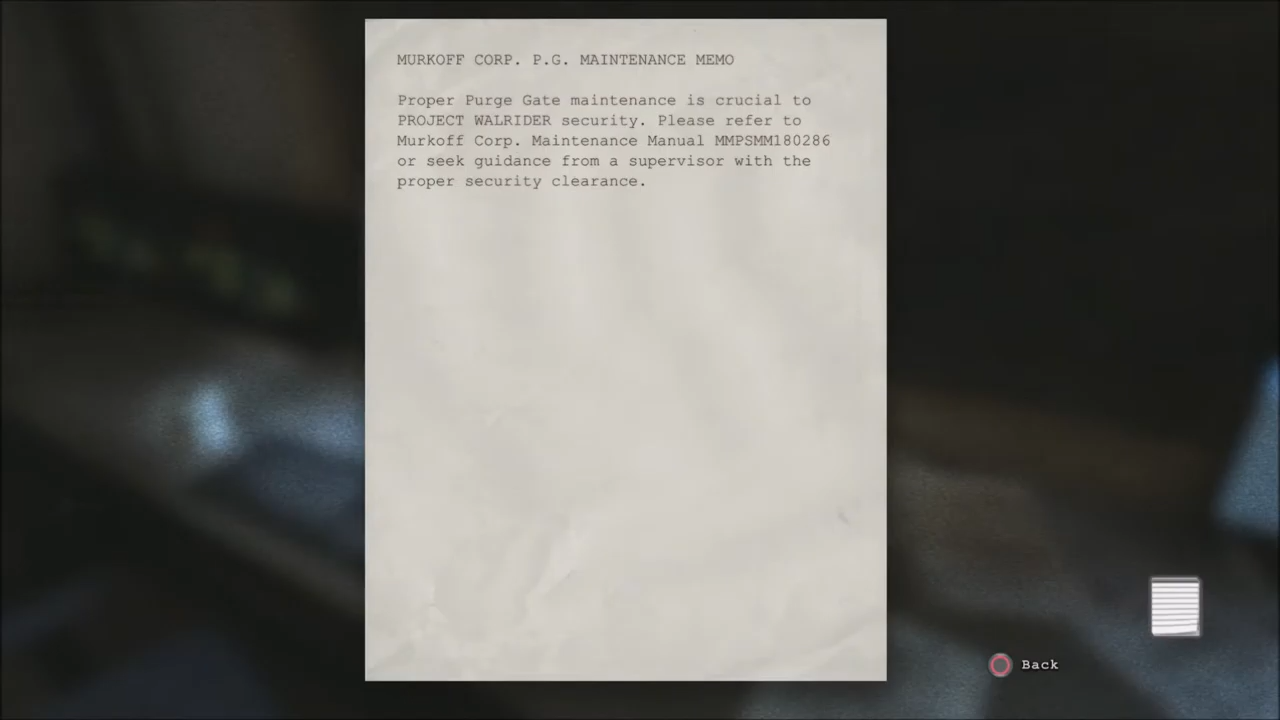 MURKOFF CORP. P.G. MAINTENANCE MEMO
Proper Purge Gate maintenance is crucial to
PROJECT WALRIDER security. Please refer to
Murkoff Corp. Maintenance Manual MMPSMM180286
or seek guidance from a supervisor with the
proper security clearance.
Back